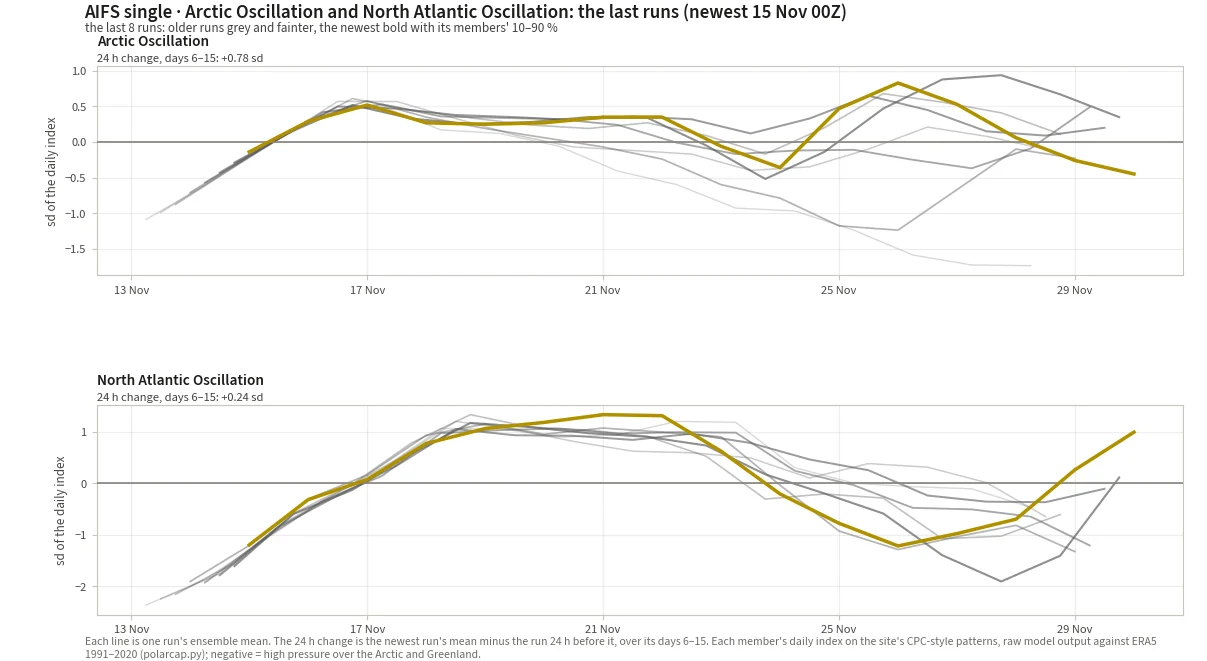 AIFS single · Arctic Oscillation and North Atlantic Oscillation: the last runs (newest 15 Nov 00Z)
the last 8 runs: older runs grey and fainter, the newest bold with its members' 10–90 %
Arctic Oscillation
24 h change, days 6–15: +0.78 sd
sd of the daily index
1.0
0.5
0.0
−0.5
−1.0
−1.5
13 Nov 17 Nov 21 Nov 25 Nov 29 Nov
North Atlantic Oscillation
24 h change, days 6–15: +0.24 sd
sd of the daily index
1
0
−1
−2
13 Nov 17 Nov 21 Nov 25 Nov 29 Nov
Each line is one run's ensemble mean. The 24 h change is the newest run's mean minus the run 24 h before it, over its days 6–15. Each member's daily index on the site's CPC-style patterns, raw model output against ERA5
1991–2020 (polarcap.py); negative = high pressure over the Arctic and Greenland.